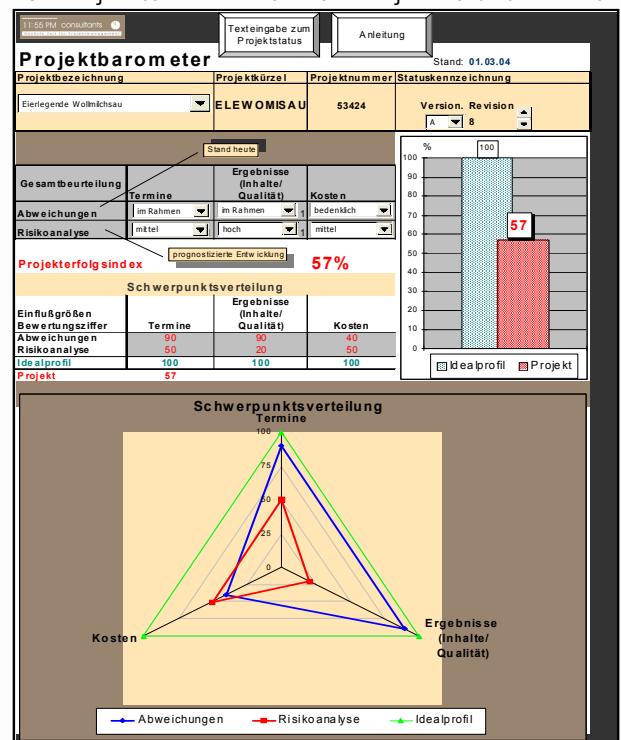 11:55 PM consultants
Texteingabe zum
Projektstatus
Anleitung
Projektbarometer
Stand: 01.03.04
Projektbezeichnung Projektkürzel Projektnummer Statuskennzeichnung
Eierlegende Wollmilchsau ELEWOMISAU 53424 Version. Revision
A 8
Stand heute
Gesamtbeurteilung Termine Ergebnisse
(Inhalte/
Qualität) Kosten
Abweichungen im Rahmen im Rahmen 1 bedenklich
Risikoanalyse mittel hoch 1 mittel
prognostizierte Entwicklung
Projekterfolgsindex 57%
Schwerpunktsverteilung
Einflußgrößen
Bewertungsziffer Termine Ergebnisse
(Inhalte/
Qualität) Kosten
Abweichungen 90 90 40
Risikoanalyse 50 20 50
Idealprofil 100 100 100
Projekt 57
%
100
90
80
70
60
50
40
30
20
10
0
100
57
Idealprofil Projekt
Schwerpunktsverteilung
Termine
100
75
50
25
0
Kosten
Ergebnisse
(Inhalte/
Qualität)
Abweichungen Risikoanalyse Idealprofil